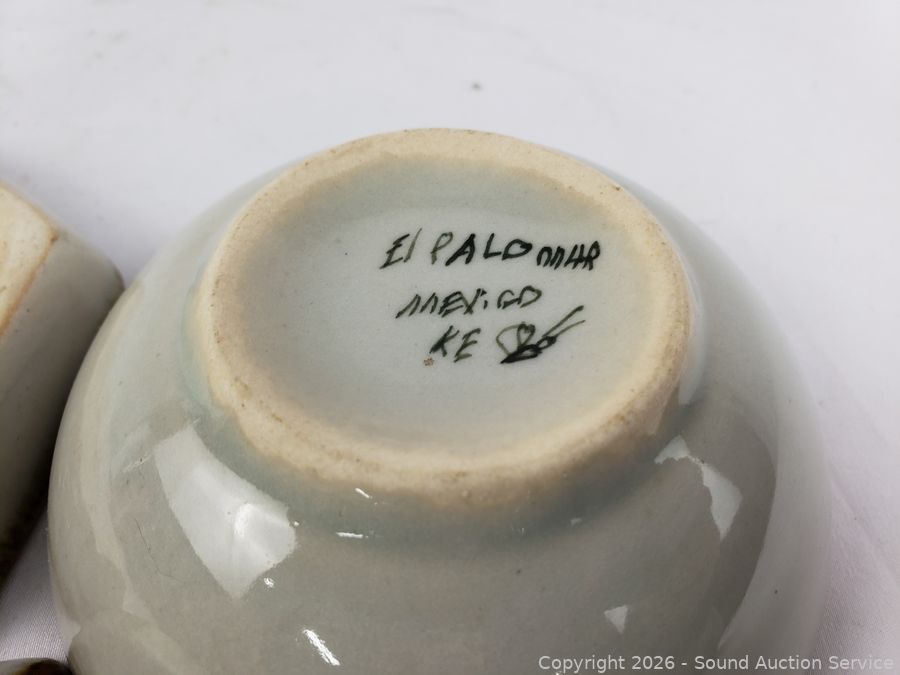 El PALOMAR
MEXiCO
KE
Copyright 2026 - Sound Auction Service